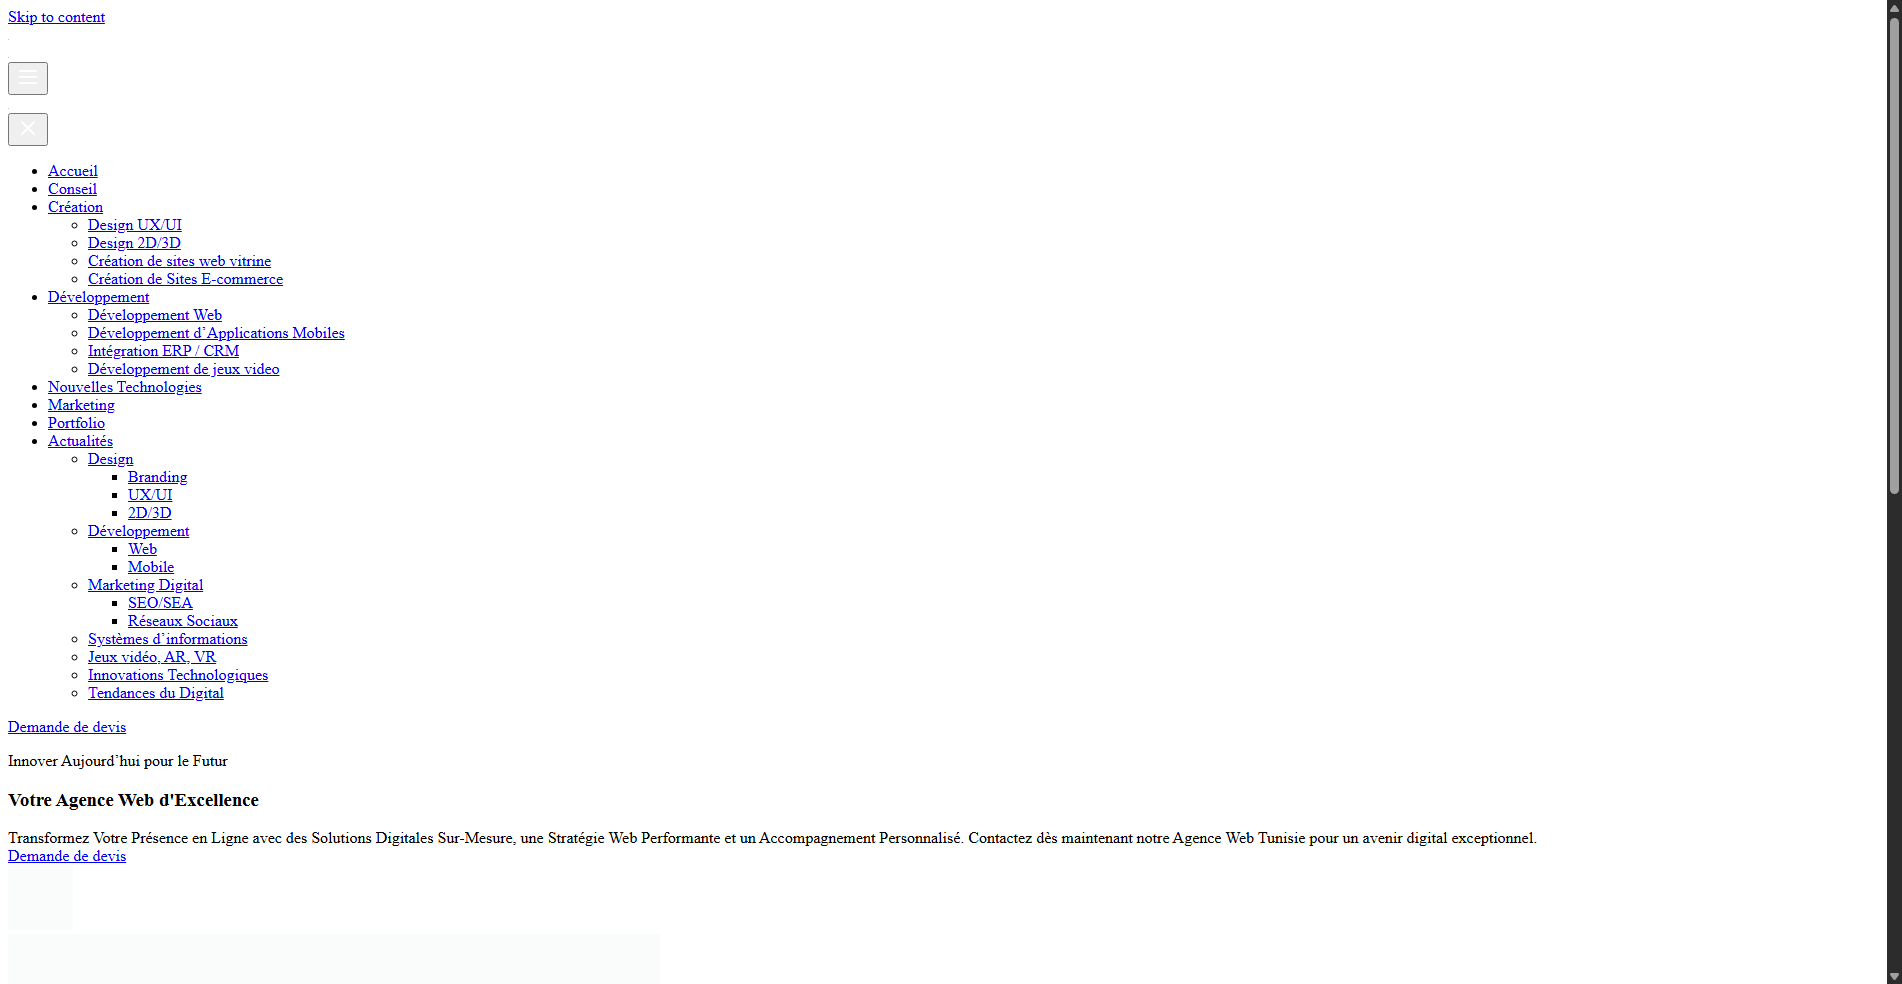 Skip to content
Accueil
Conseil
Création
Design UX/UI
Design 2D/3D
Création de sites web vitrine
Création de Sites E-commerce
Développement
Développement Web
Développement d’Applications Mobiles
Intégration ERP / CRM
Développement de jeux video
Nouvelles Technologies
Marketing
Portfolio
Actualités
Design
Branding
UX/UI
2D/3D
Développement
Web
Mobile
Marketing Digital
SEO/SEA
Réseaux Sociaux
Systèmes d’informations
Jeux vidéo, AR, VR
Innovations Technologiques
Tendances du Digital
Demande de devis
Innover Aujourd’hui pour le Futur
Votre Agence Web d'Excellence
Transformez Votre Présence en Ligne avec des Solutions Digitales Sur-Mesure, une Stratégie Web Performante et un Accompagnement Personnalisé. Contactez dès maintenant notre Agence Web Tunisie pour un avenir digital exceptionnel.
Demande de devis